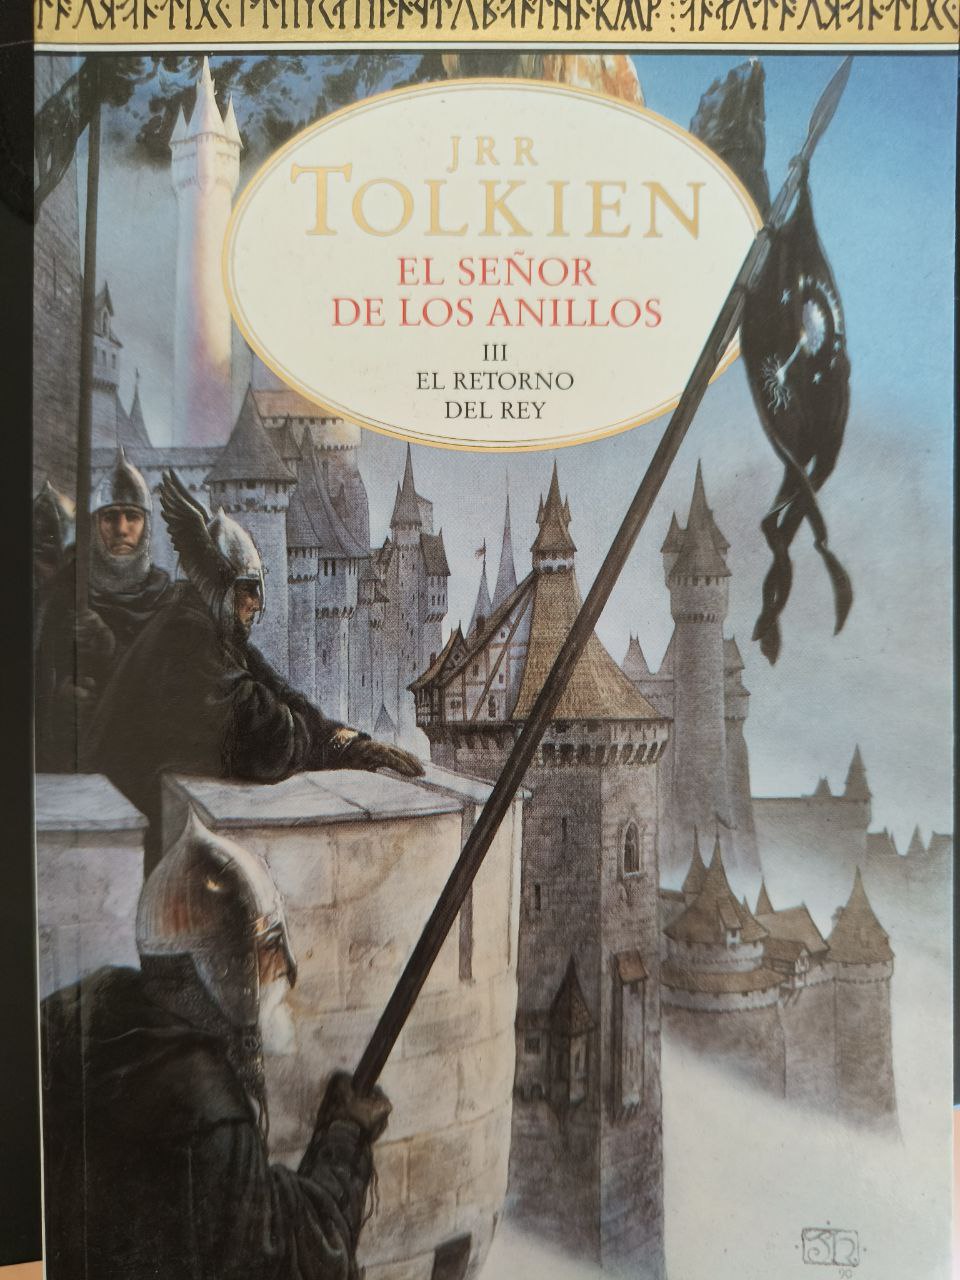 JRR
TOLKIEN
EL SEÑOR
DE LOS ANILLOS
III
EL RETORNO
DEL REY